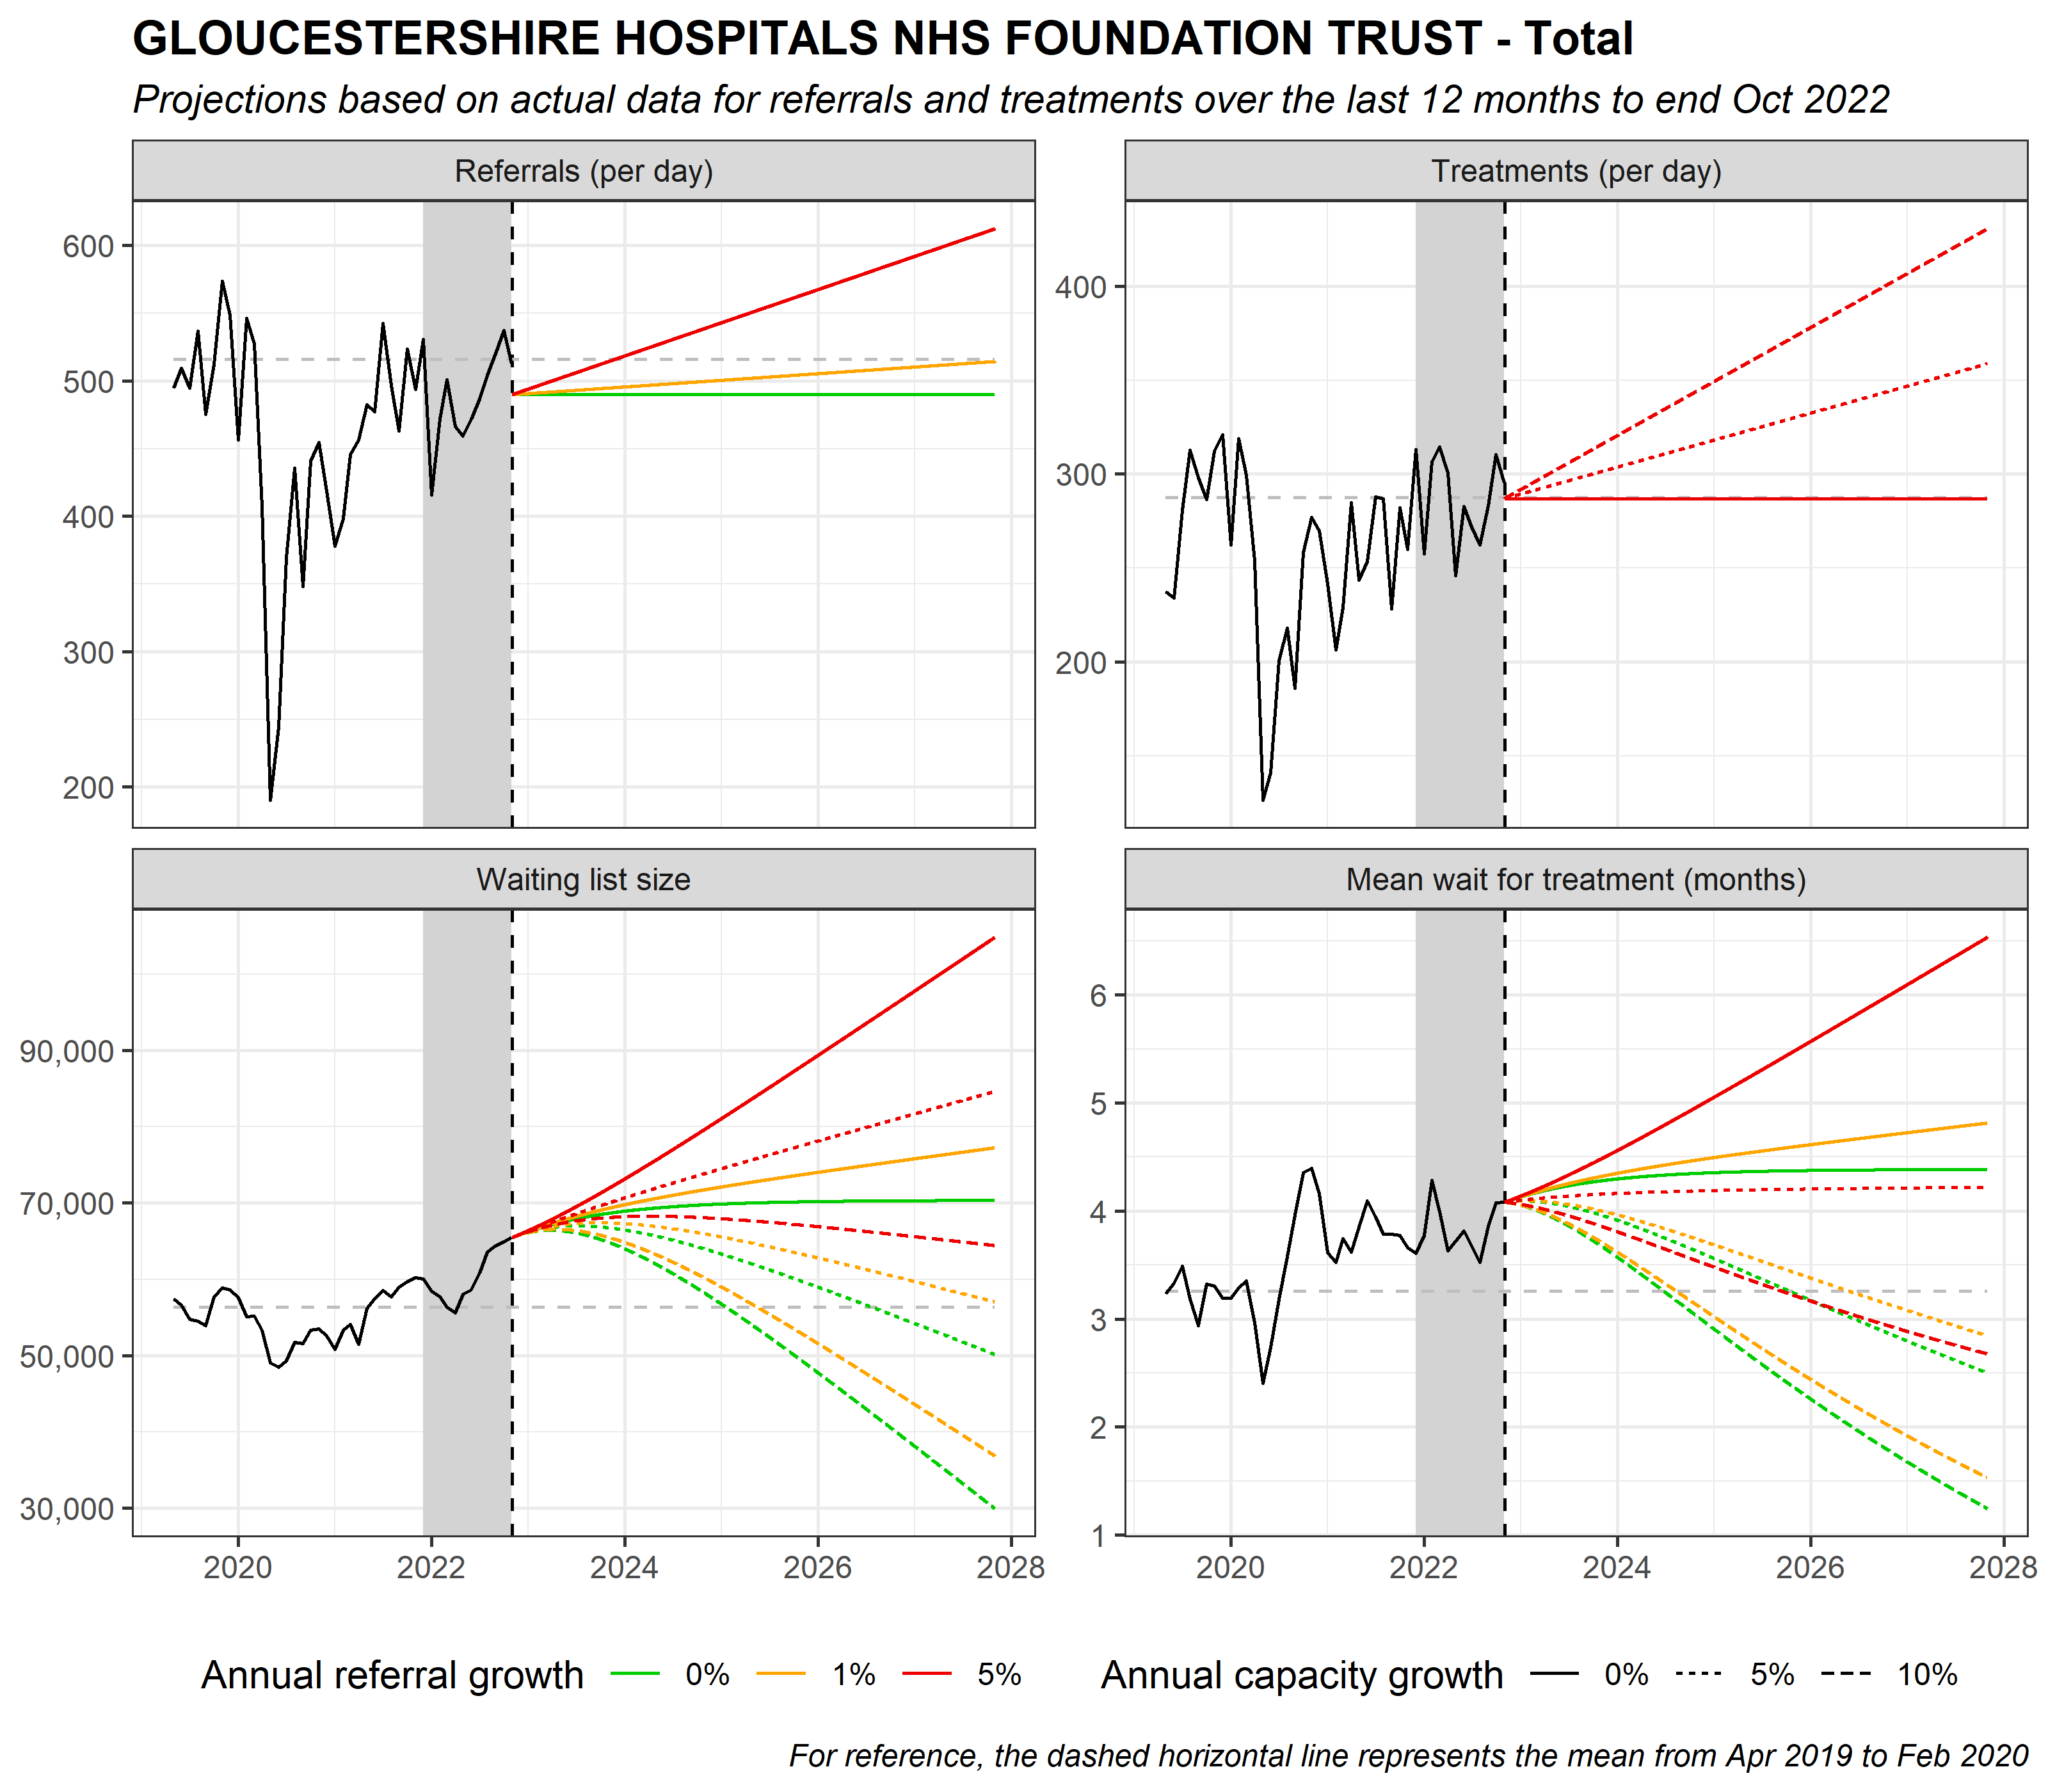 GLOUCESTERSHIRE HOSPITALS NHS FOUNDATION TRUST - Total
Projections based on actual data for referrals and treatments over the last 12 months to end Oct 2022
Referrals (per day)
600
500
400
300
200
Treatments (per day)
400
300
200
Waiting list size
90,000
70,000
50,000
30,000
2020 2022 2024 2026 2028
Mean wait for treatment (months)
6
5
4
3
2
1
2020 2022 2024 2026 2028
Annual referral growth 0% 1% 5%
Annual capacity growth 0% 5% 10%
For reference, the dashed horizontal line represents the mean from Apr 2019 to Feb 2020